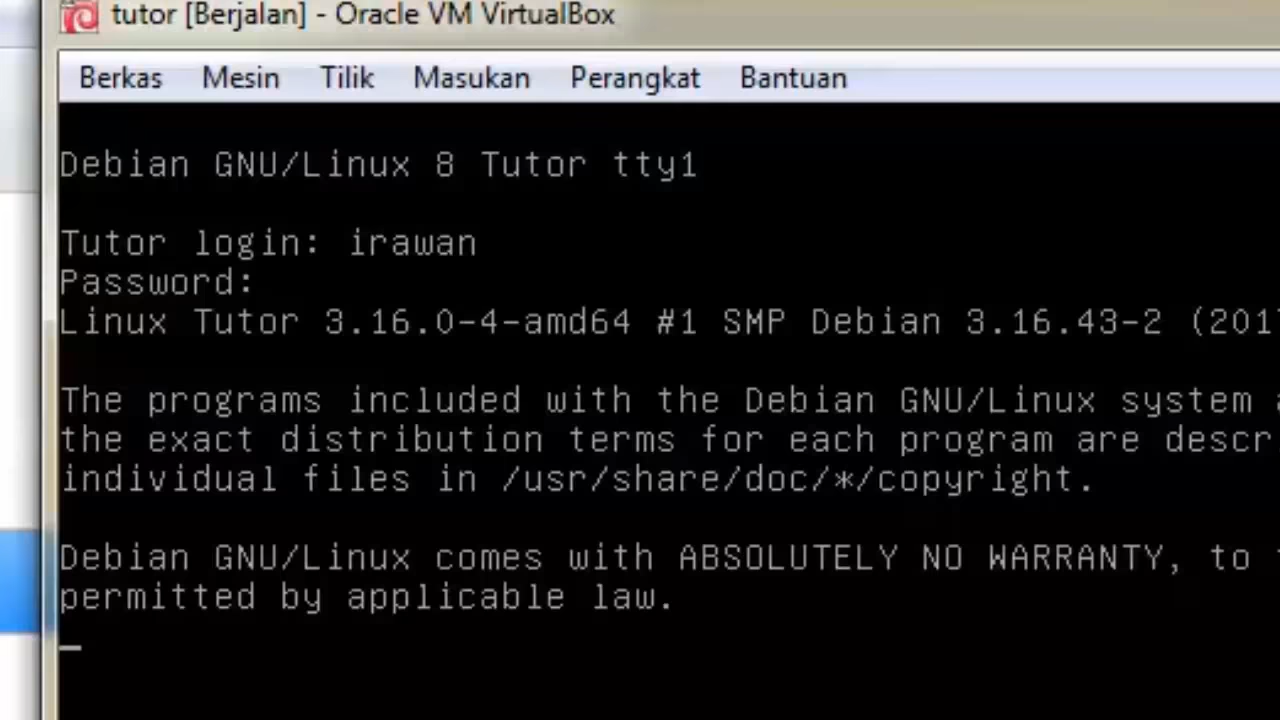 tutor [Berjalan] - Oracle VM VirtualBox
Berkas Mesin Tilik Masukan Perangkat Bantuan
Debian GNU/Linux 8 Tutor tty1
Tutor login: irawan
Password:
Linux Tutor 3.16.0-4-amd64 #1 SMP Debian 3.16.43-2 (201
The programs included with the Debian GNU/Linux system
the exact distribution terms for each program are descr
individual files in /usr/share/doc/*/copyright.
Debian GNU/Linux comes with ABSOLUTELY NO WARRANTY, to
permitted by applicable law.